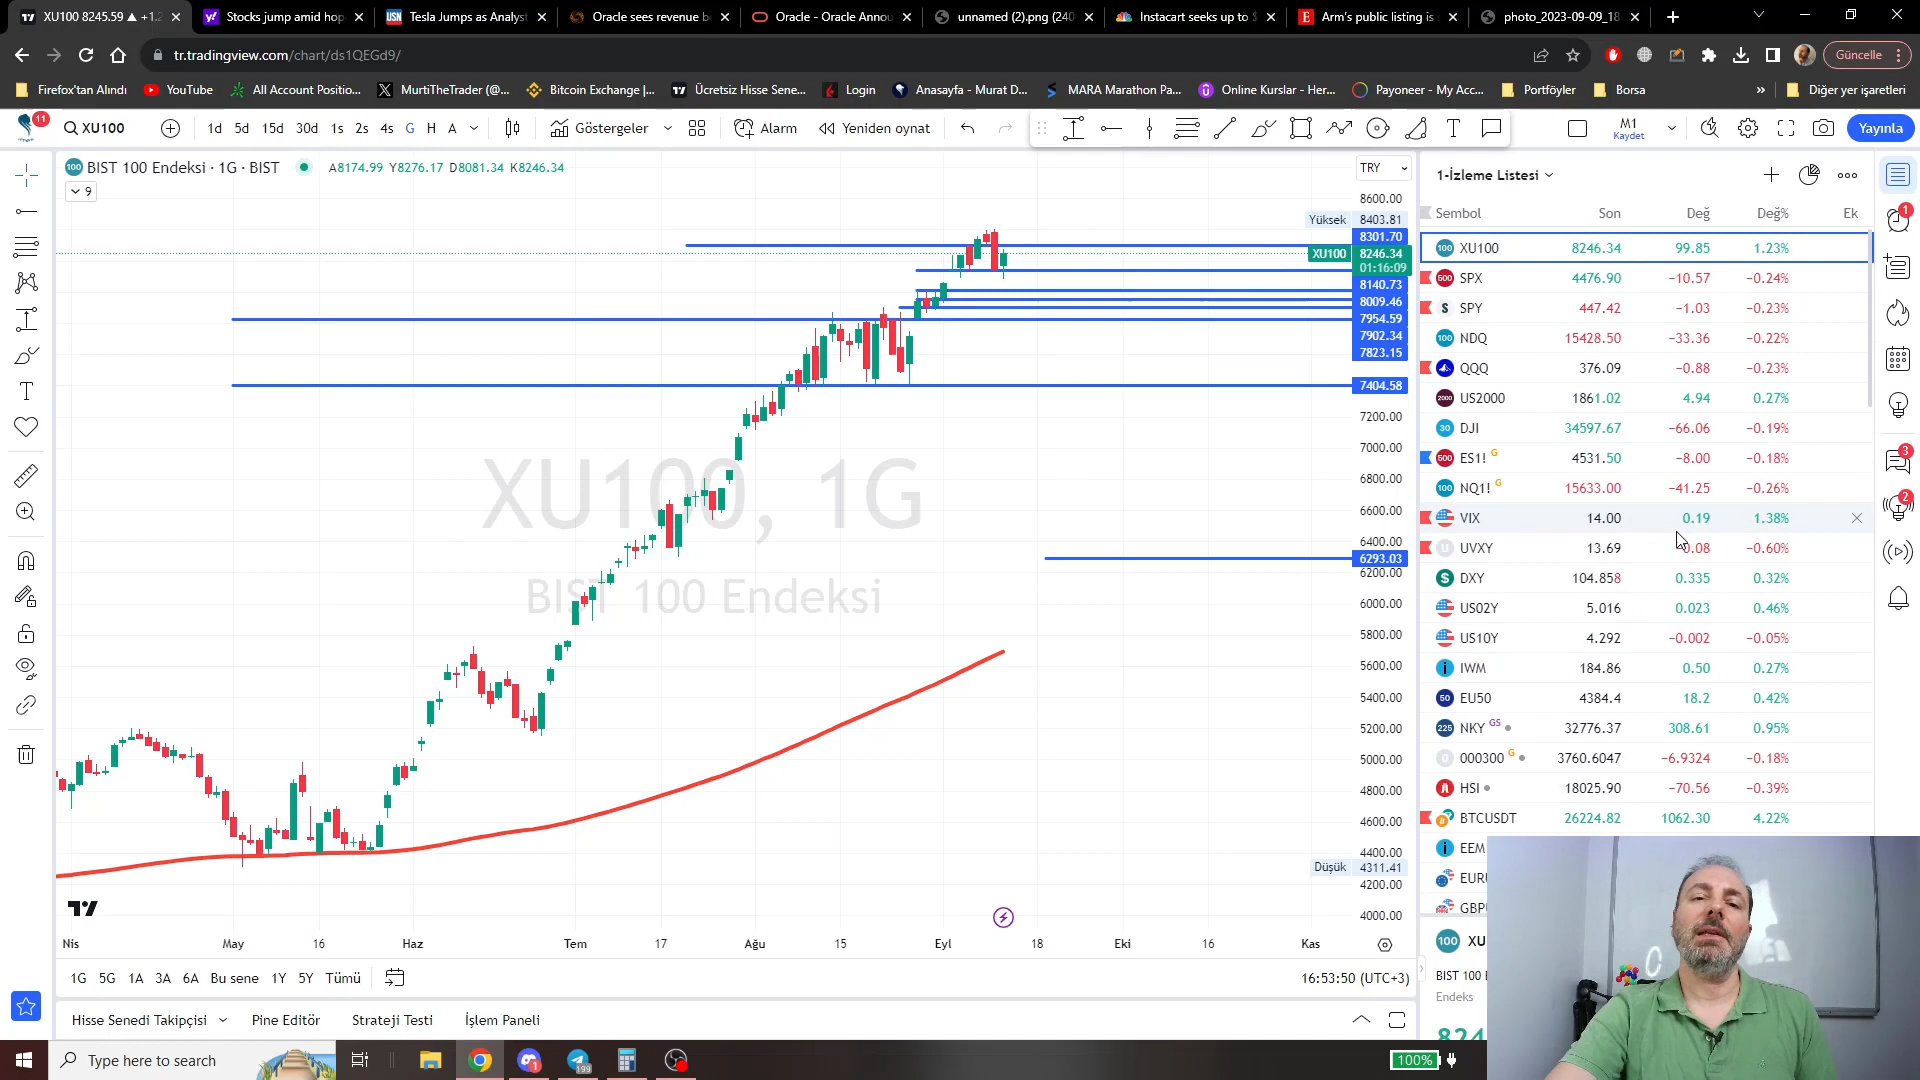 XU100 8245.59 ▲ +1.2
Stocks jump amid hop
Tesla Jumps as Analyst
Oracle sees revenue b
Oracle - Oracle Annou
unnamed (2).png (240
Instacart seeks up to $
Arm's public listing is
photo_2023-09-09_18
tr.tradingview.com/chart/ds1QEGd9/
Güncelle
Firefox'tan Alındı
YouTube
All Account Positio...
MurtiTheTrader (@...
Bitcoin Exchange |...
Ücretsiz Hisse Sene...
Login
Anasayfa - Murat D...
MARA Marathon Pa...
Online Kurslar - Her...
Payoneer - My Acc...
Portföyler
Borsa
»
Diğer yer işaretleri
11
XU100
1d 5d 15d 30d 1s 2s 4s G H A
Göstergeler
Alarm
Yeniden oynat
M1
Kaydet
Yayınla
BIST 100 Endeksi · 1G · BIST
A8174.99 Y8276.17 D8081.34 K8246.34
9
TRY
XU100, 1G
BIST 100 Endeksi
8600.00
Yüksek 8403.81
8301.70
XU100 8246.34
01:16:09
8140.73
8009.46
7954.59
7902.34
7823.15
7404.58
7200.00
7000.00
6800.00
6600.00
6400.00
6293.03
6200.00
6000.00
5800.00
5600.00
5400.00
5200.00
5000.00
4800.00
4600.00
4400.00
Düşük 4311.41
4200.00
4000.00
Nis May 16 Haz Tem 17 Ağu 15 Eyl 18 Eki 16 Kas
1G 5G 1A 3A 6A Bu sene 1Y 5Y Tümü
16:53:50 (UTC+3)
Hisse Senedi Takipçisi
Pine Editör
Strateji Testi
İşlem Paneli
1-İzleme Listesi
Sembol Son Değ Değ% Ek
XU100 8246.34 99.85 1.23%
SPX 4476.90 −10.57 −0.24%
SPY 447.42 −1.03 −0.23%
NDQ 15428.50 −33.36 −0.22%
QQQ 376.09 −0.88 −0.23%
US2000 1861.02 4.94 0.27%
DJI 34597.67 −66.06 −0.19%
ES1! G 4531.50 −8.00 −0.18%
NQ1! G 15633.00 −41.25 −0.26%
VIX 14.00 0.19 1.38%
UVXY 13.69 0.08 −0.60%
DXY 104.858 0.335 0.32%
US02Y 5.016 0.023 0.46%
US10Y 4.292 −0.002 −0.05%
IWM 184.86 0.50 0.27%
EU50 4384.4 18.2 0.42%
NKY GS 32776.37 308.61 0.95%
000300 G 3760.6047 −6.9324 −0.18%
HSI 18025.90 −70.56 −0.39%
BTCUSDT 26224.82 1062.30 4.22%
EEM
EURU
GBPU
100 XU
BIST 100 E
Endeks
824
1
3
2
Type here to search
1
199
100%